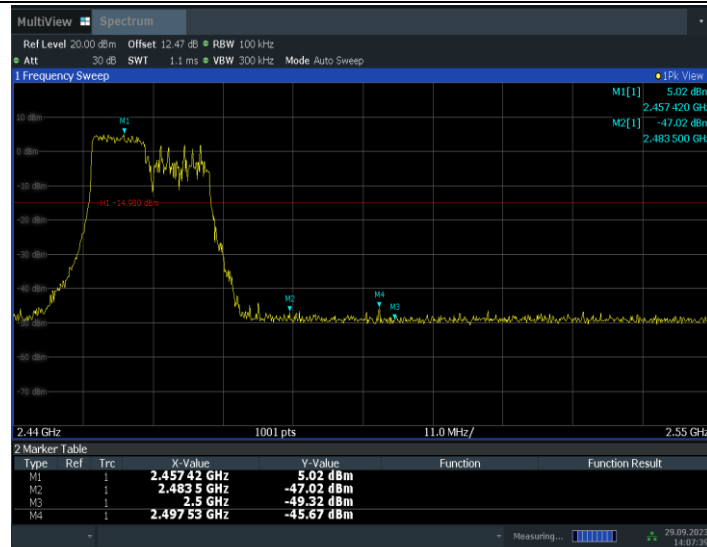 MultiView Spectrum
Ref Level 20.00 dBm Offset 12.47 dB RBW 100 kHz
Att 30 dB SWT 1.1 ms VBW 300 kHz Mode Auto Sweep
1 Frequency Sweep 1Pk View
M1[1] 5.02 dBm
2.457 420 GHz
M2[1] -47.02 dBm
2.483 500 GHz
10 dBm
M1
0 dBm
-10 dBm
H1 -14.980 dBm
-20 dBm
-30 dBm
-40 dBm
M2 M4 M3
-50 dBm
-60 dBm
-70 dBm
2.44 GHz 1001 pts 11.0 MHz/ 2.55 GHz
2 Marker Table
Type Ref Trc X-Value Y-Value Function Function Result
M1 1 2.457 42 GHz 5.02 dBm
M2 1 2.483 5 GHz -47.02 dBm
M3 1 2.5 GHz -49.32 dBm
M4 1 2.497 53 GHz -45.67 dBm
Measuring... 29.09.2023
14:07:39